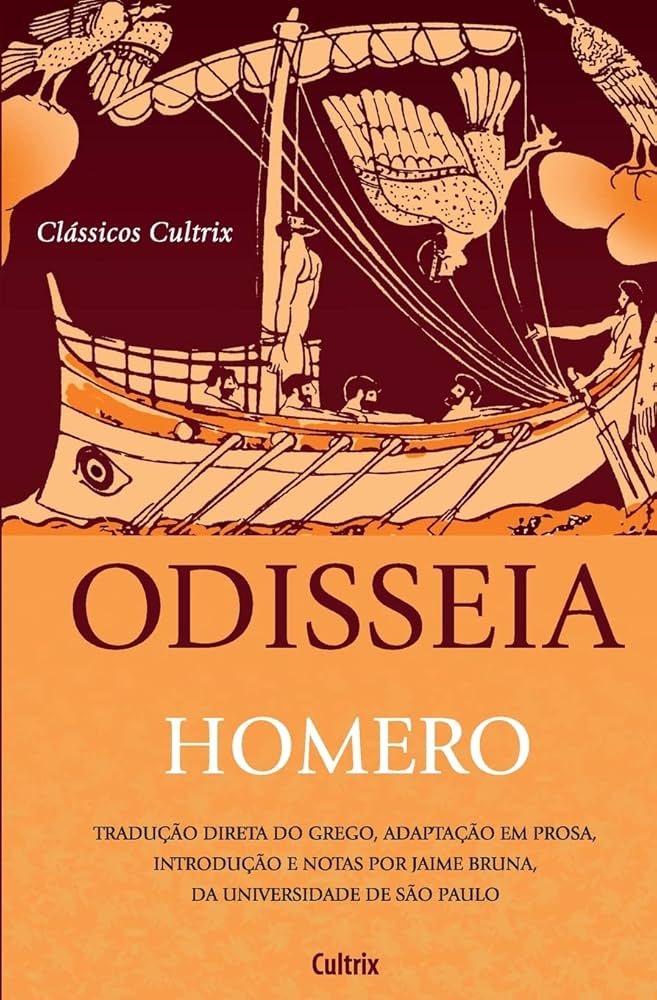 Clássicos Cultrix
ODISSEIA
HOMERO
TRADUÇÃO DIRETA DO GREGO, ADAPTAÇÃO EM PROSA,
INTRODUÇÃO E NOTAS POR JAIME BRUNA,
DA UNIVERSIDADE DE SÃO PAULO
Cultrix